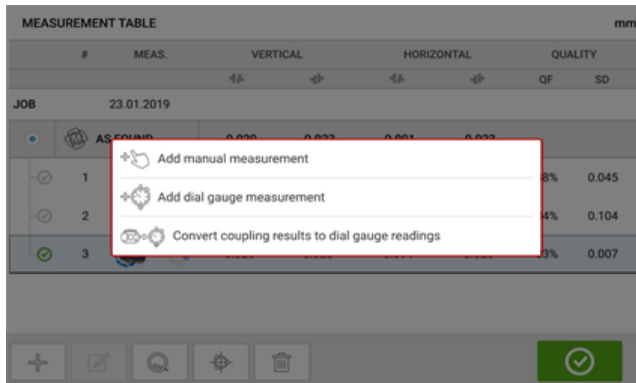 MEASUREMENT TABLE mm
# MEAS. VERTICAL HORIZONTAL QUALITY
QF SD
JOB 23.01.2019
AS FOUND
Add manual measurement
1 0.045
Add dial gauge measurement
2 0.104
Convert coupling results to dial gauge readings
3 0.007